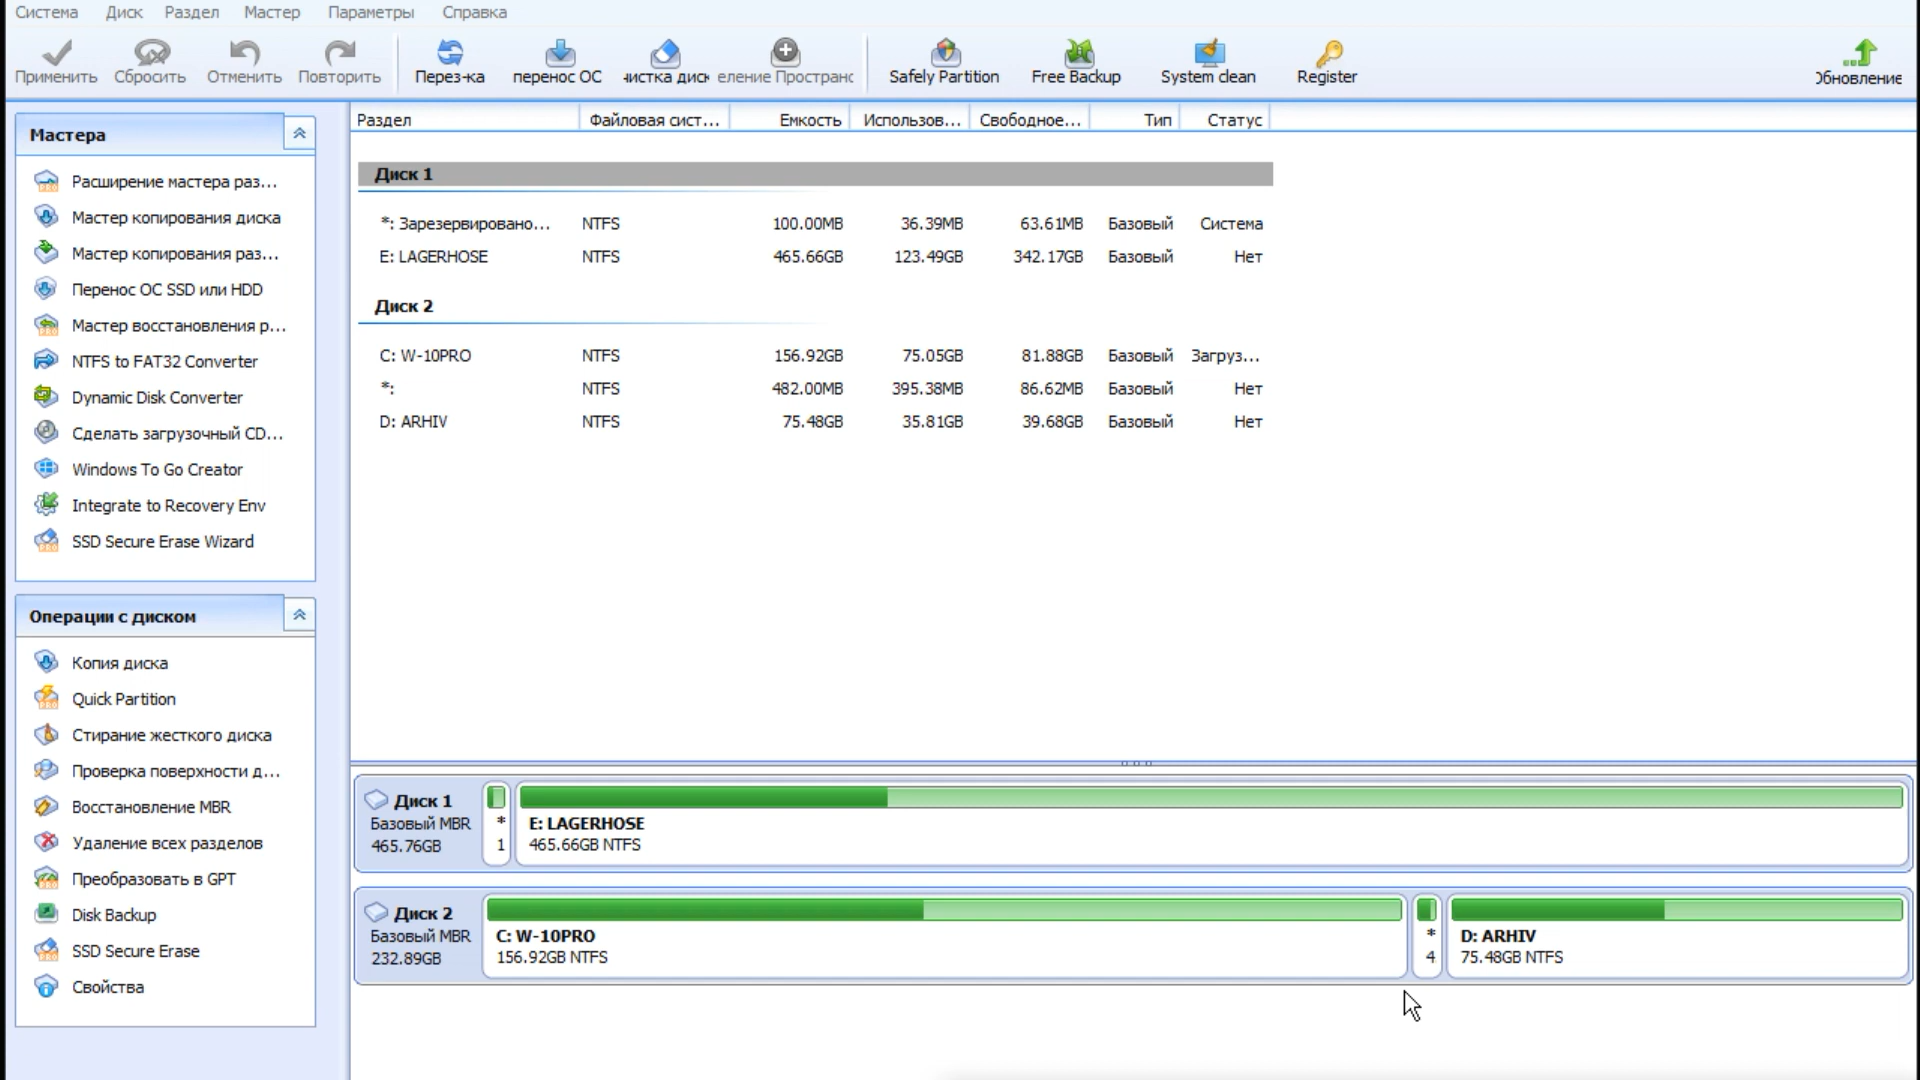 Система Диск Раздел Мастер Параметры Справка
Применить Сбросить Отменить Повторить Перез-ка перенос ОС чистка диск еление Пространс Safely Partition Free Backup System clean Register Обновление
Мастера
Расширение мастера раз...
Мастер копирования диска
Мастер копирования раз...
Перенос ОС SSD или HDD
Мастер восстановления р...
NTFS to FAT32 Converter
Dynamic Disk Converter
Сделать загрузочный CD...
Windows To Go Creator
Integrate to Recovery Env
SSD Secure Erase Wizard
Операции с диском
Копия диска
Quick Partition
Стирание жесткого диска
Проверка поверхности д...
Восстановление MBR
Удаление всех разделов
Преобразовать в GPT
Disk Backup
SSD Secure Erase
Свойства
Раздел Файловая сист... Емкость Использов... Свободное... Тип Статус
Диск 1
*: Зарезервировано... NTFS 100.00MB 36.39MB 63.61MB Базовый Система
E: LAGERHOSE NTFS 465.66GB 123.49GB 342.17GB Базовый Нет
Диск 2
C: W-10PRO NTFS 156.92GB 75.05GB 81.88GB Базовый Загруз...
*: NTFS 482.00MB 395.38MB 86.62MB Базовый Нет
D: ARHIV NTFS 75.48GB 35.81GB 39.68GB Базовый Нет
Диск 1
Базовый MBR
465.76GB
*
1
E: LAGERHOSE
465.66GB NTFS
Диск 2
Базовый MBR
232.89GB
C: W-10PRO
156.92GB NTFS
*
4
D: ARHIV
75.48GB NTFS